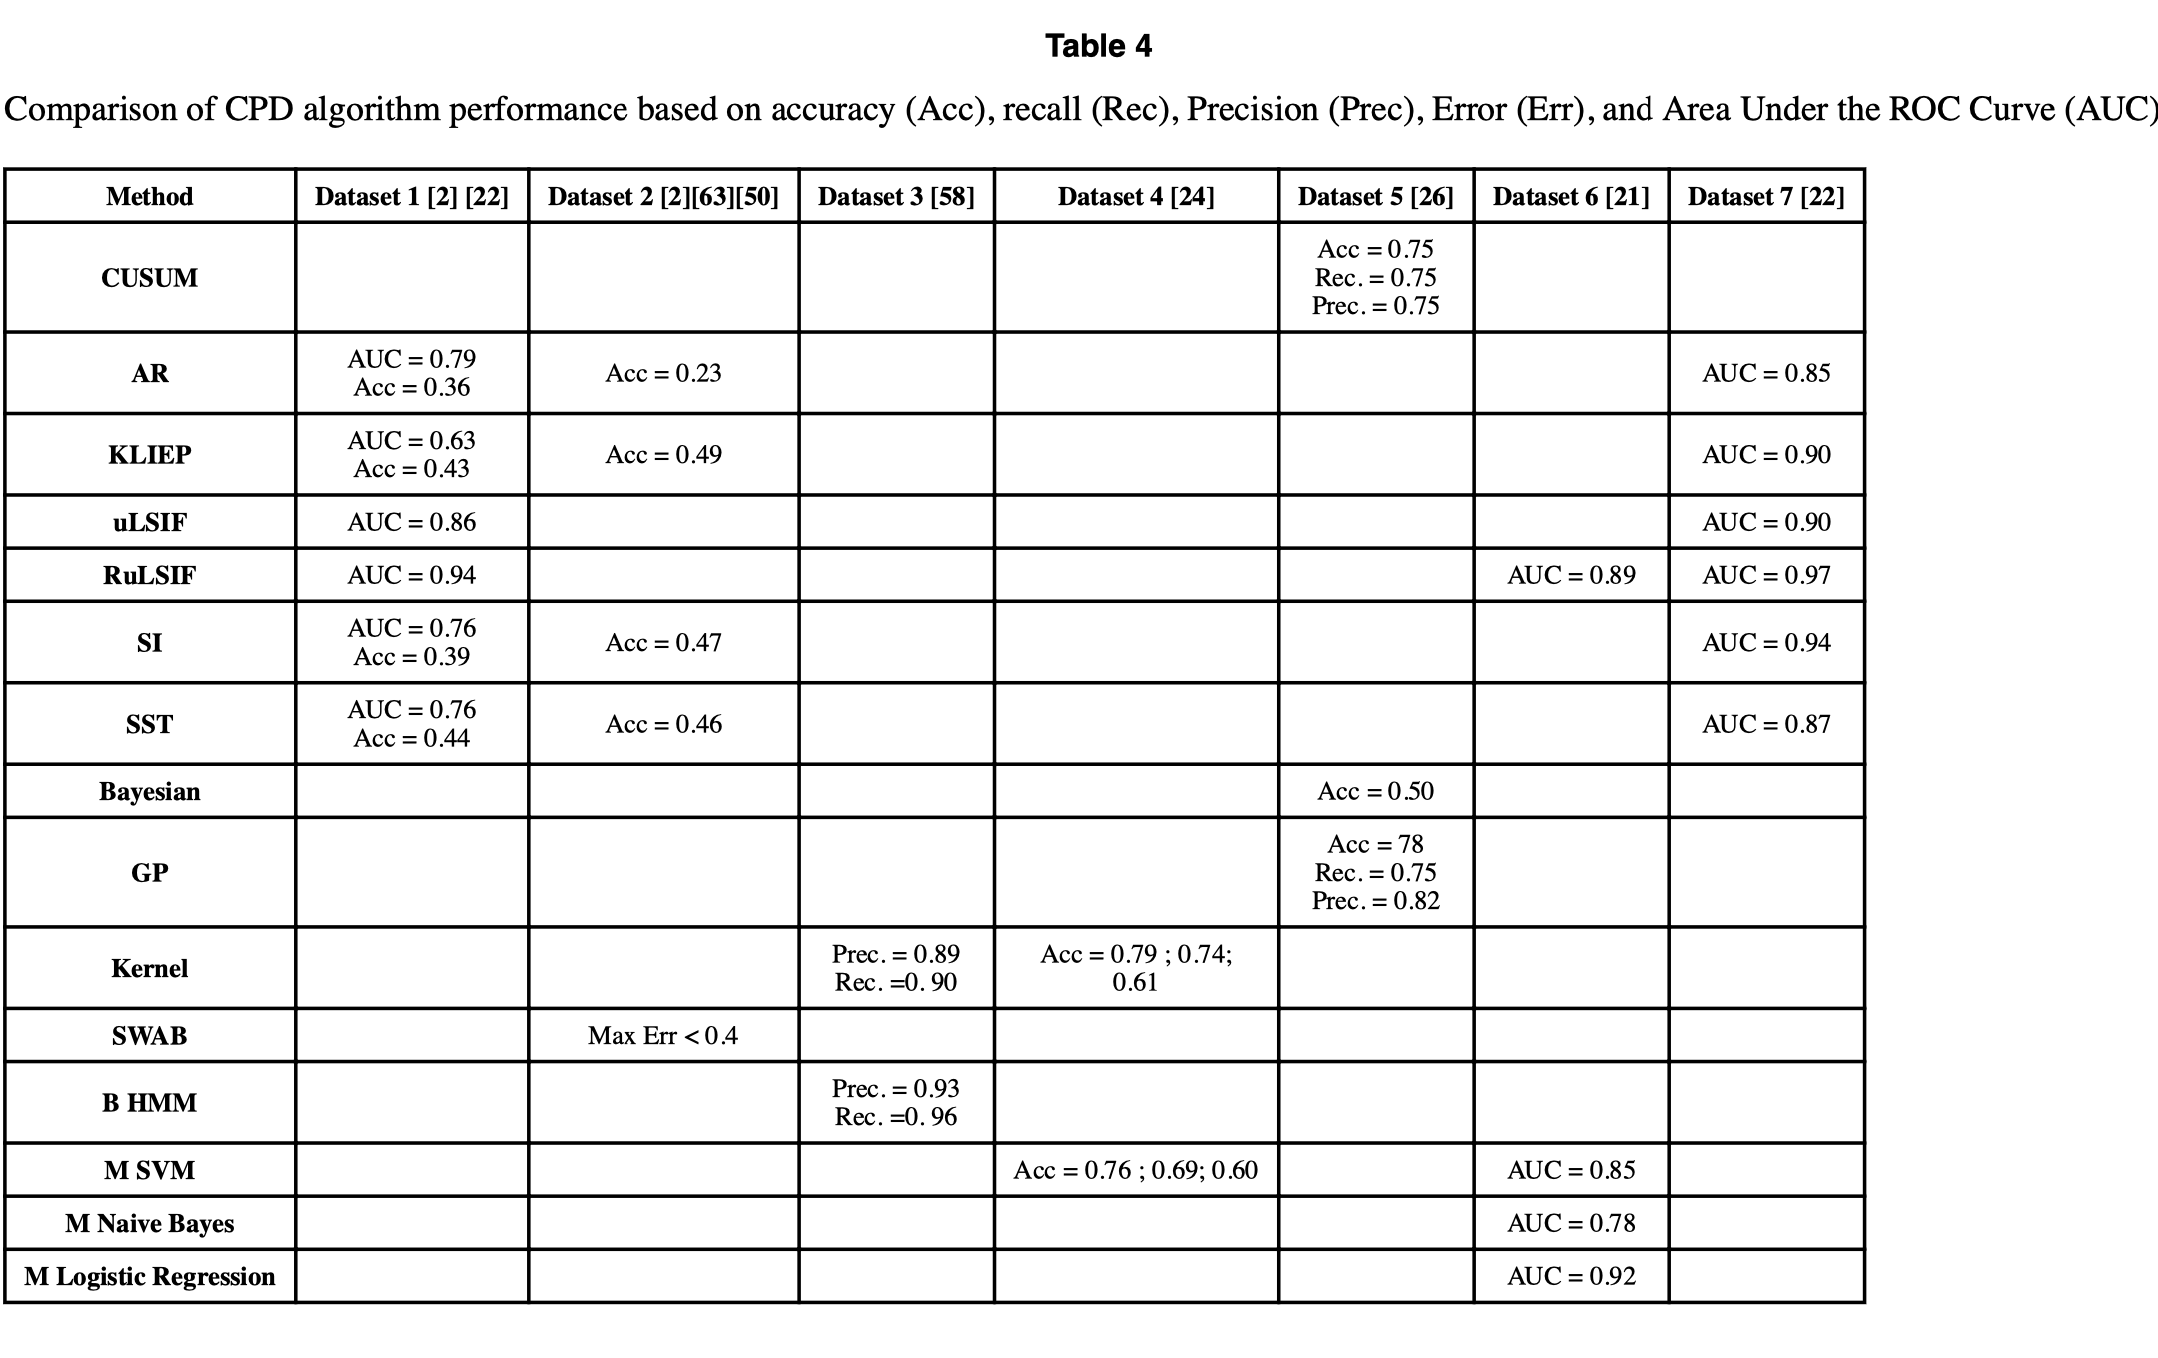 Table 4
Comparison of CPD algorithm performance based on accuracy (Acc), recall (Rec), Precision (Prec), Error (Err), and Area Under the ROC Curve (AUC)
Method Dataset 1 [2] [22] Dataset 2 [2][63][50] Dataset 3 [58] Dataset 4 [24] Dataset 5 [26] Dataset 6 [21] Dataset 7 [22]
CUSUM
Acc = 0.75
Rec. = 0.75
Prec. = 0.75
AR
AUC = 0.79
Acc = 0.36
Acc = 0.23
AUC = 0.85
KLIEP
AUC = 0.63
Acc = 0.43
Acc = 0.49
AUC = 0.90
uLSIF AUC = 0.86 AUC = 0.90
RuLSIF AUC = 0.94 AUC = 0.89 AUC = 0.97
SI
AUC = 0.76
Acc = 0.39
Acc = 0.47
AUC = 0.94
SST
AUC = 0.76
Acc = 0.44
Acc = 0.46
AUC = 0.87
Bayesian Acc = 0.50
GP
Acc = 78
Rec. = 0.75
Prec. = 0.82
Kernel
Prec. = 0.89
Rec. =0. 90
Acc = 0.79 ; 0.74;
0.61
SWAB Max Err < 0.4
B HMM
Prec. = 0.93
Rec. =0. 96
M SVM Acc = 0.76 ; 0.69; 0.60 AUC = 0.85
M Naive Bayes AUC = 0.78
M Logistic Regression AUC = 0.92